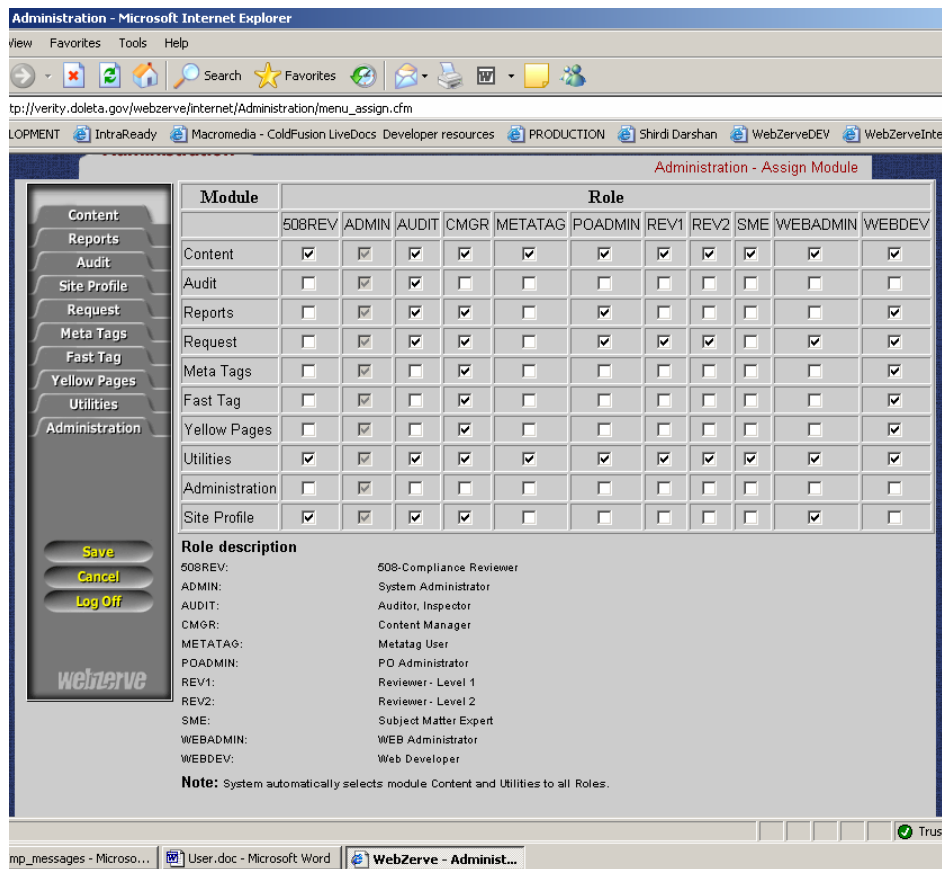 Administration - Microsoft Internet Explorer
View Favorites Tools Help
Search Favorites
tp://verity.doleta.gov/webzerve/internet/Administration/menu_assign.cfm
LOPMENT IntraReady Macromedia - ColdFusion LiveDocs Developer resources PRODUCTION Shirdi Darshan WebZerveDEV WebZerveInte
Administration - Assign Module
Content
Reports
Audit
Site Profile
Request
Meta Tags
Fast Tag
Yellow Pages
Utilities
Administration
Save
Cancel
Log Off
webzerve
Module Role
508REV ADMIN AUDIT CMGR METATAG POADMIN REV1 REV2 SME WEBADMIN WEBDEV
Content
Audit
Reports
Request
Meta Tags
Fast Tag
Yellow Pages
Utilities
Administration
Site Profile
Role description
508REV: 508-Compliance Reviewer
ADMIN: System Administrator
AUDIT: Auditor, Inspector
CMGR: Content Manager
METATAG: Metatag User
POADMIN: PO Administrator
REV1: Reviewer - Level 1
REV2: Reviewer - Level 2
SME: Subject Matter Expert
WEBADMIN: WEB Administrator
WEBDEV: Web Developer
Note: System automatically selects module Content and Utilities to all Roles.
Trus
mp_messages - Microso... User.doc - Microsoft Word WebZerve - Administ...